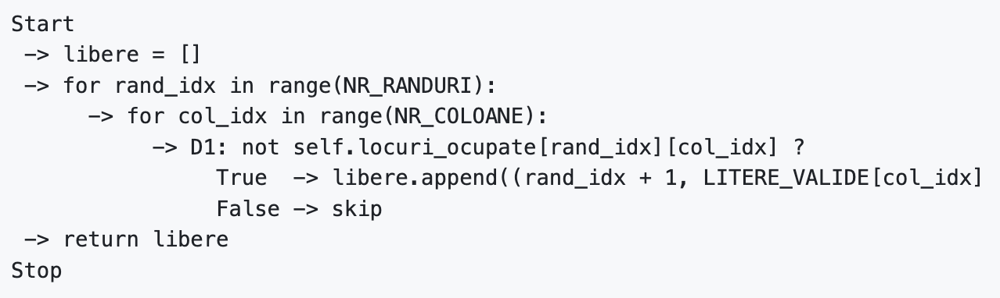 Start
 -> libere = []
 -> for rand_idx in range(NR_RANDURI):
      -> for col_idx in range(NR_COLOANE):
           -> D1: not self.locuri_ocupate[rand_idx][col_idx] ?
                True  -> libere.append((rand_idx + 1, LITERE_VALIDE[col_idx]
                False -> skip
 -> return libere
Stop